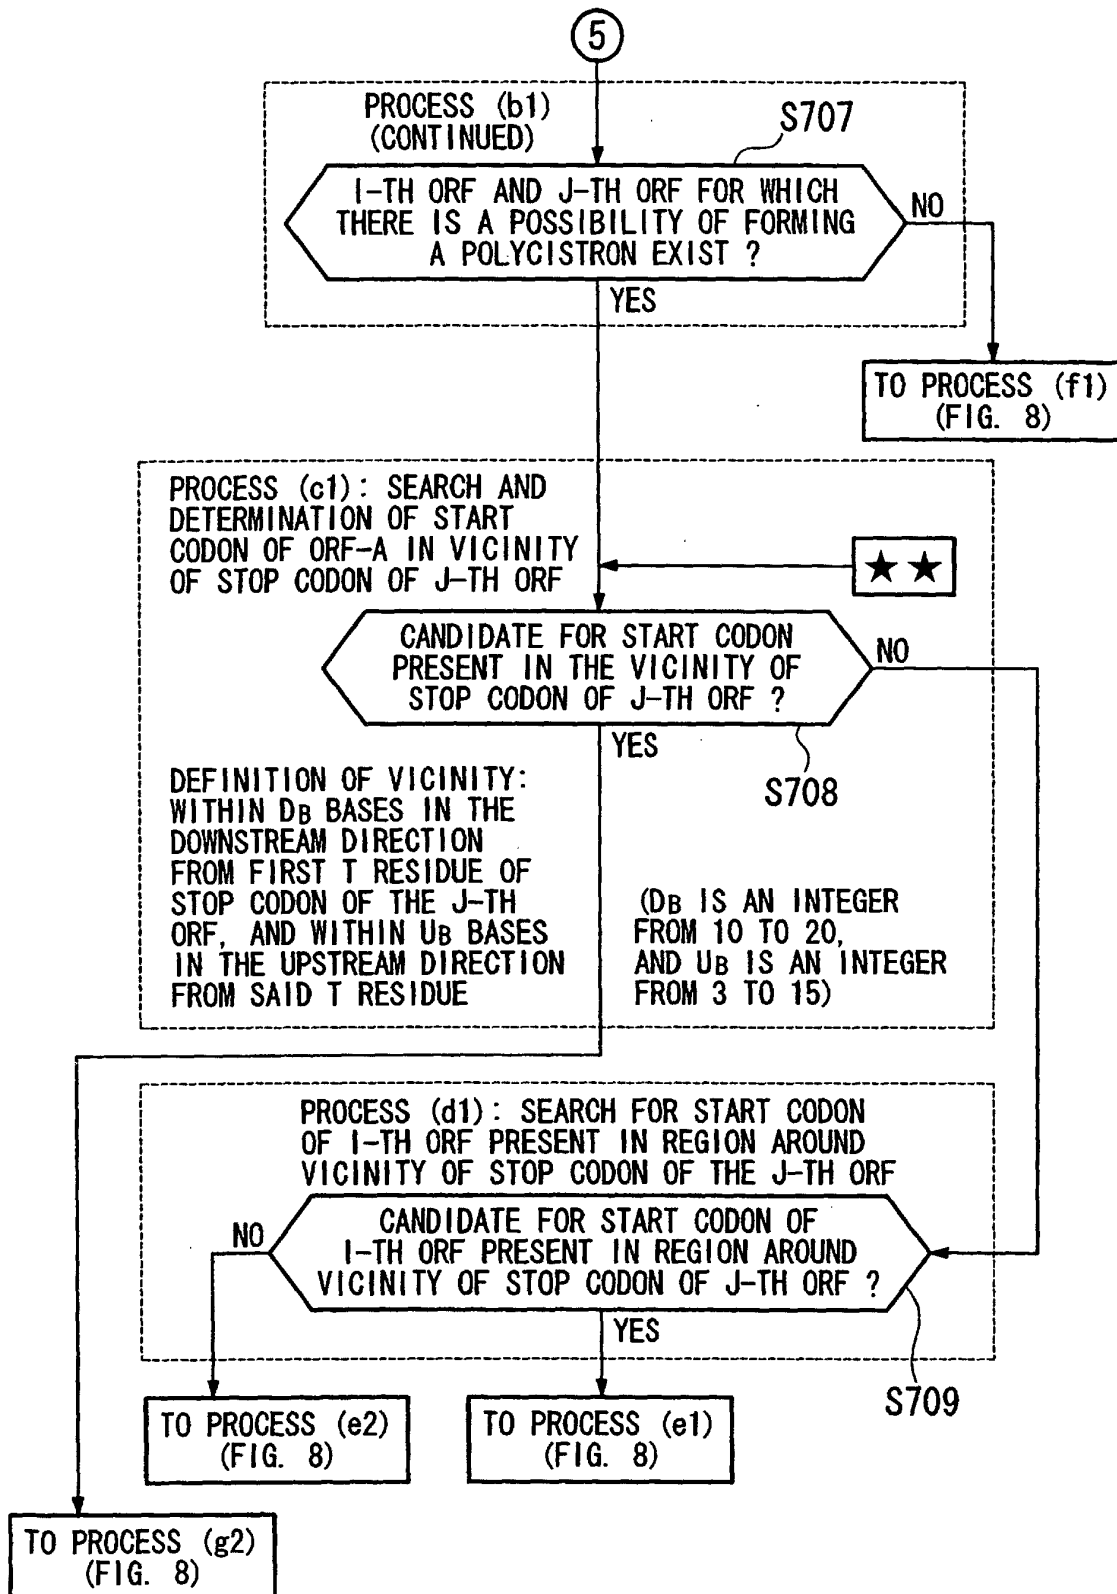 5
PROCESS (b1)
(CONTINUED)
S707
I-TH ORF AND J-TH ORF FOR WHICH
THERE IS A POSSIBILITY OF FORMING
A POLYCISTRON EXIST ?
NO
YES
TO PROCESS (f1)
(FIG. 8)
PROCESS (c1): SEARCH AND
DETERMINATION OF START
CODON OF ORF-A IN VICINITY
OF STOP CODON OF J-TH ORF
★★
CANDIDATE FOR START CODON
PRESENT IN THE VICINITY OF
STOP CODON OF J-TH ORF ?
NO
YES
S708
DEFINITION OF VICINITY:
WITHIN DB BASES IN THE
DOWNSTREAM DIRECTION
FROM FIRST T RESIDUE OF
STOP CODON OF THE J-TH
ORF, AND WITHIN UB BASES
IN THE UPSTREAM DIRECTION
FROM SAID T RESIDUE
(DB IS AN INTEGER
FROM 10 TO 20,
AND UB IS AN INTEGER
FROM 3 TO 15)
PROCESS (d1): SEARCH FOR START CODON
OF I-TH ORF PRESENT IN REGION AROUND
VICINITY OF STOP CODON OF THE J-TH ORF
NO
CANDIDATE FOR START CODON OF
I-TH ORF PRESENT IN REGION AROUND
VICINITY OF STOP CODON OF J-TH ORF ?
YES
S709
TO PROCESS (e2)
(FIG. 8)
TO PROCESS (e1)
(FIG. 8)
TO PROCESS (g2)
(FIG. 8)